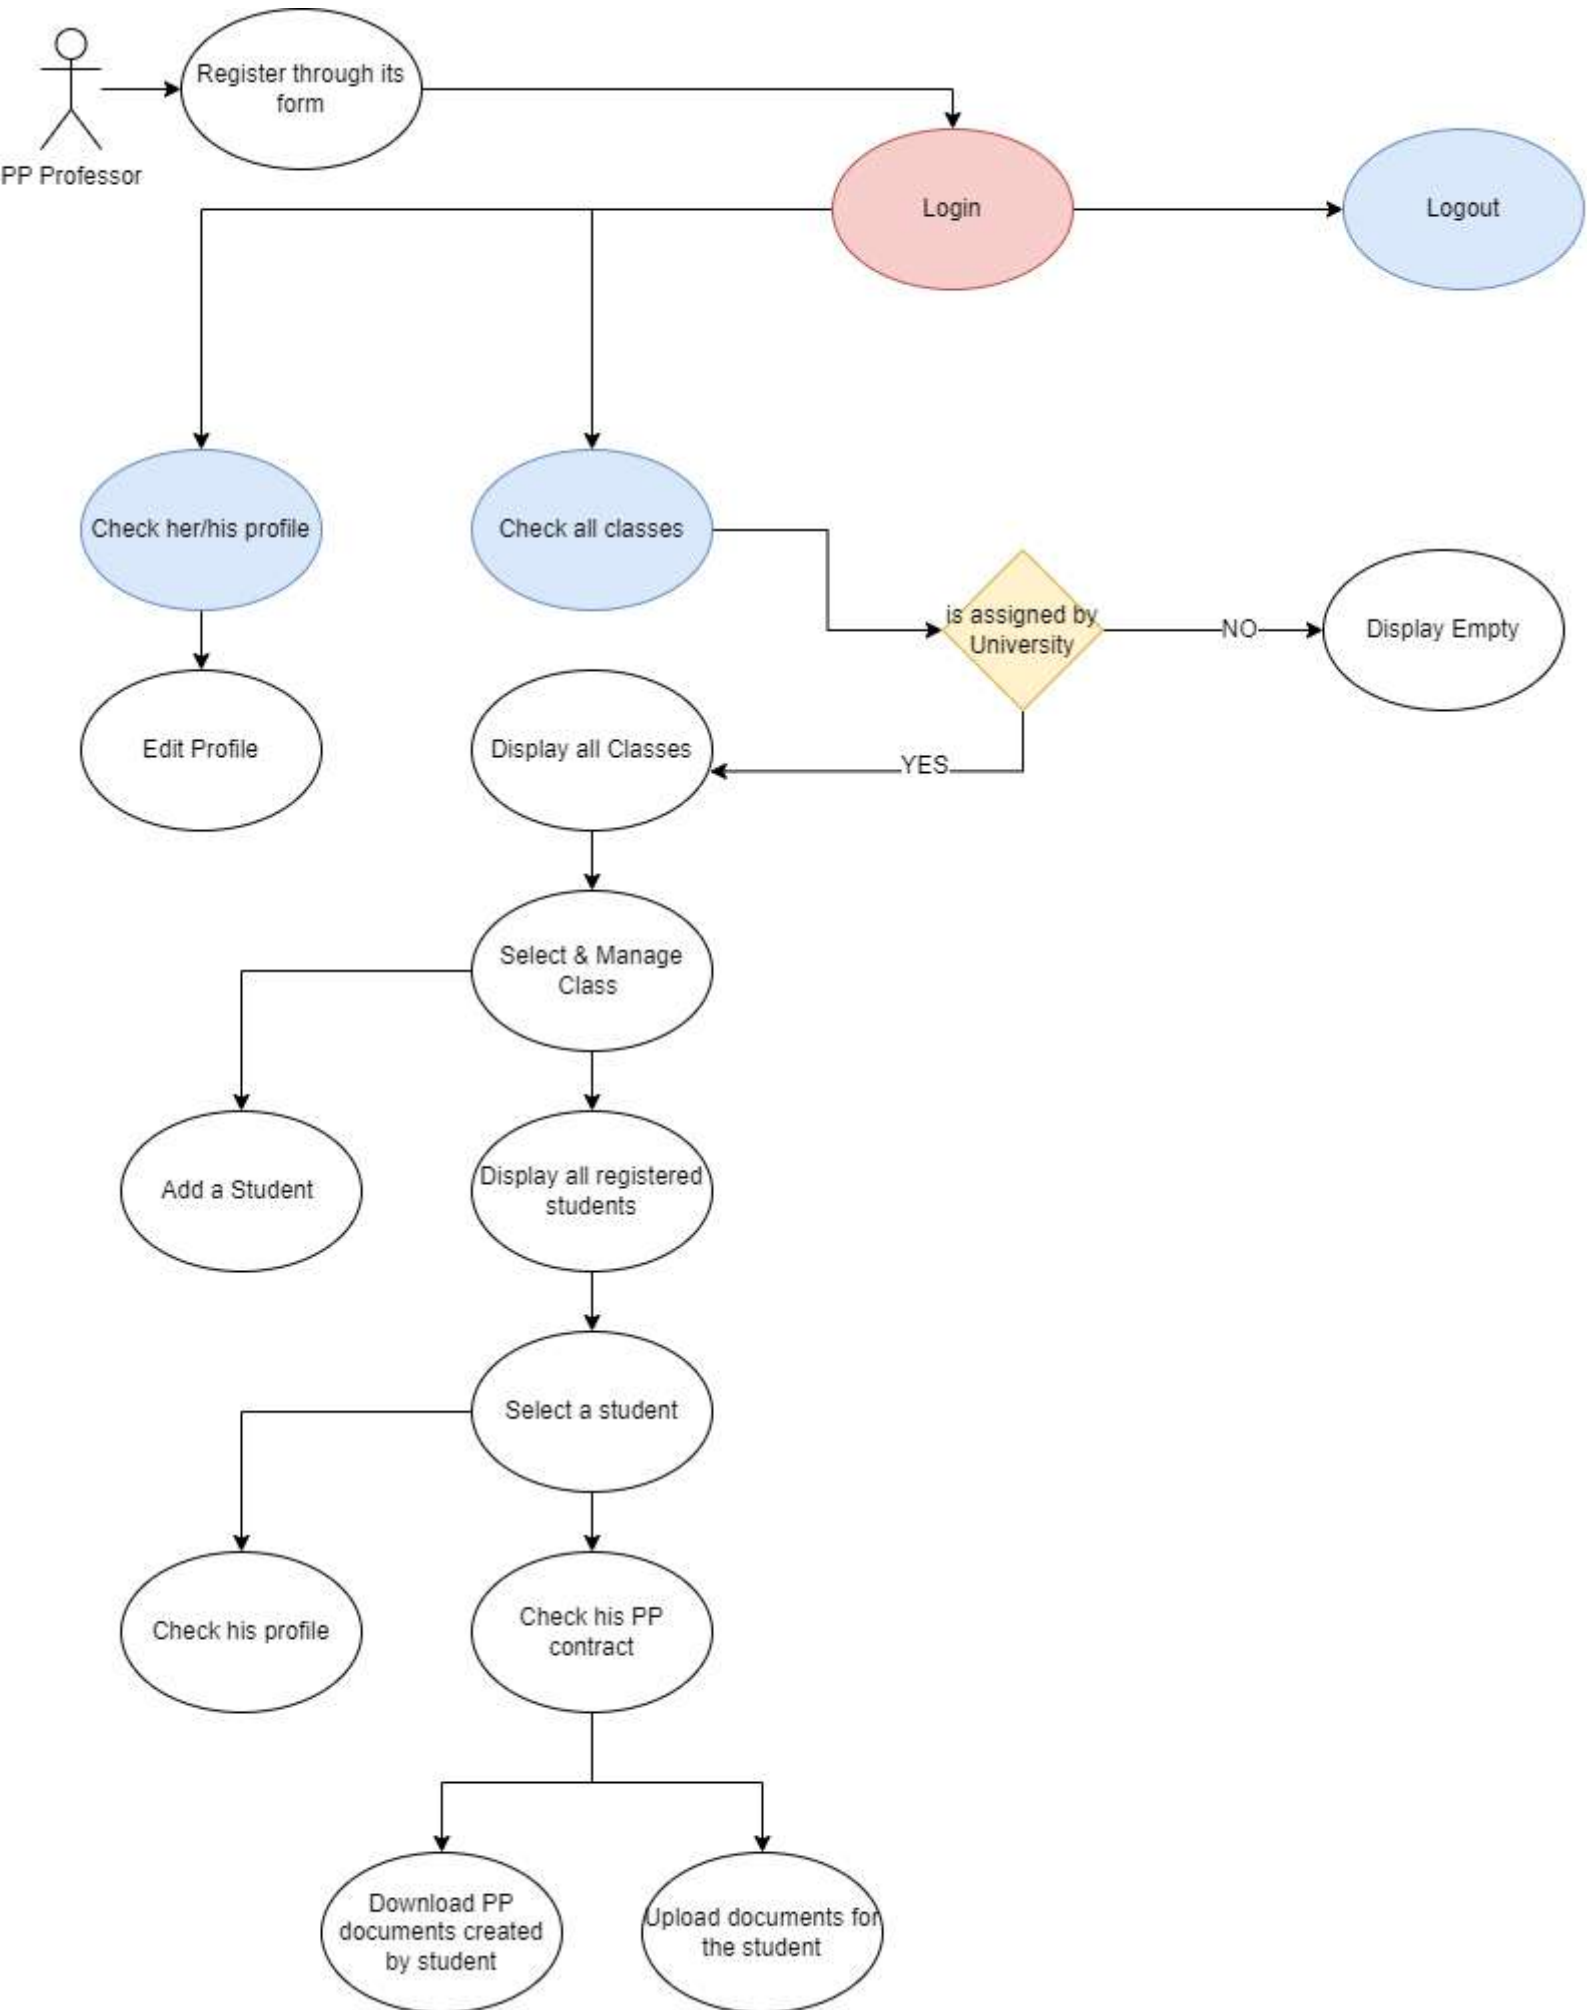 Register through its
form
PP Professor
Login
Logout
Check her/his profile
Check all classes
is assigned by
University
NO
Display Empty
Edit Profile
Display all Classes
YES
Select & Manage
Class
Add a Student
Display all registered
students
Select a student
Check his profile
Check his PP
contract
Download PP
documents created
by student
Upload documents for
the student